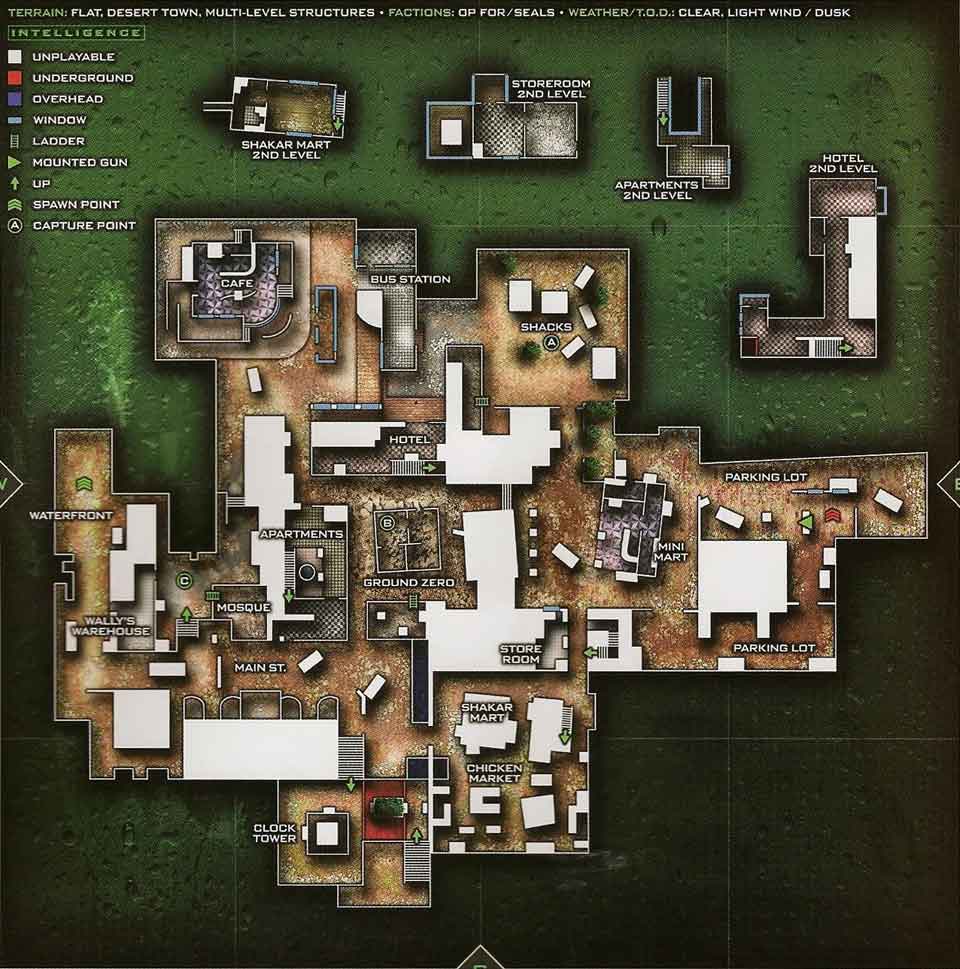 TERRAIN: FLAT, DESERT TOWN, MULTI-LEVEL STRUCTURES • FACTIONS: OP FOR/SEALS • WEATHER/T.O.D.: CLEAR, LIGHT WIND / DUSK
INTELLIGENCE
UNPLAYABLE
UNDERGROUND
OVERHEAD
WINDOW
LADDER
MOUNTED GUN
UP
SPAWN POINT
A CAPTURE POINT
SHAKAR MART
2ND LEVEL
STOREROOM
2ND LEVEL
APARTMENTS
2ND LEVEL
HOTEL
2ND LEVEL
CAFE
BUS STATION
SHACKS
A
HOTEL
PARKING LOT
WATERFRONT
B
APARTMENTS
MINI
MART
GROUND ZERO
C
MOSQUE
WALLY'S
WAREHOUSE
STORE
ROOM
PARKING LOT
MAIN ST.
SHAKAR
MART
CHICKEN
MARKET
CLOCK
TOWER